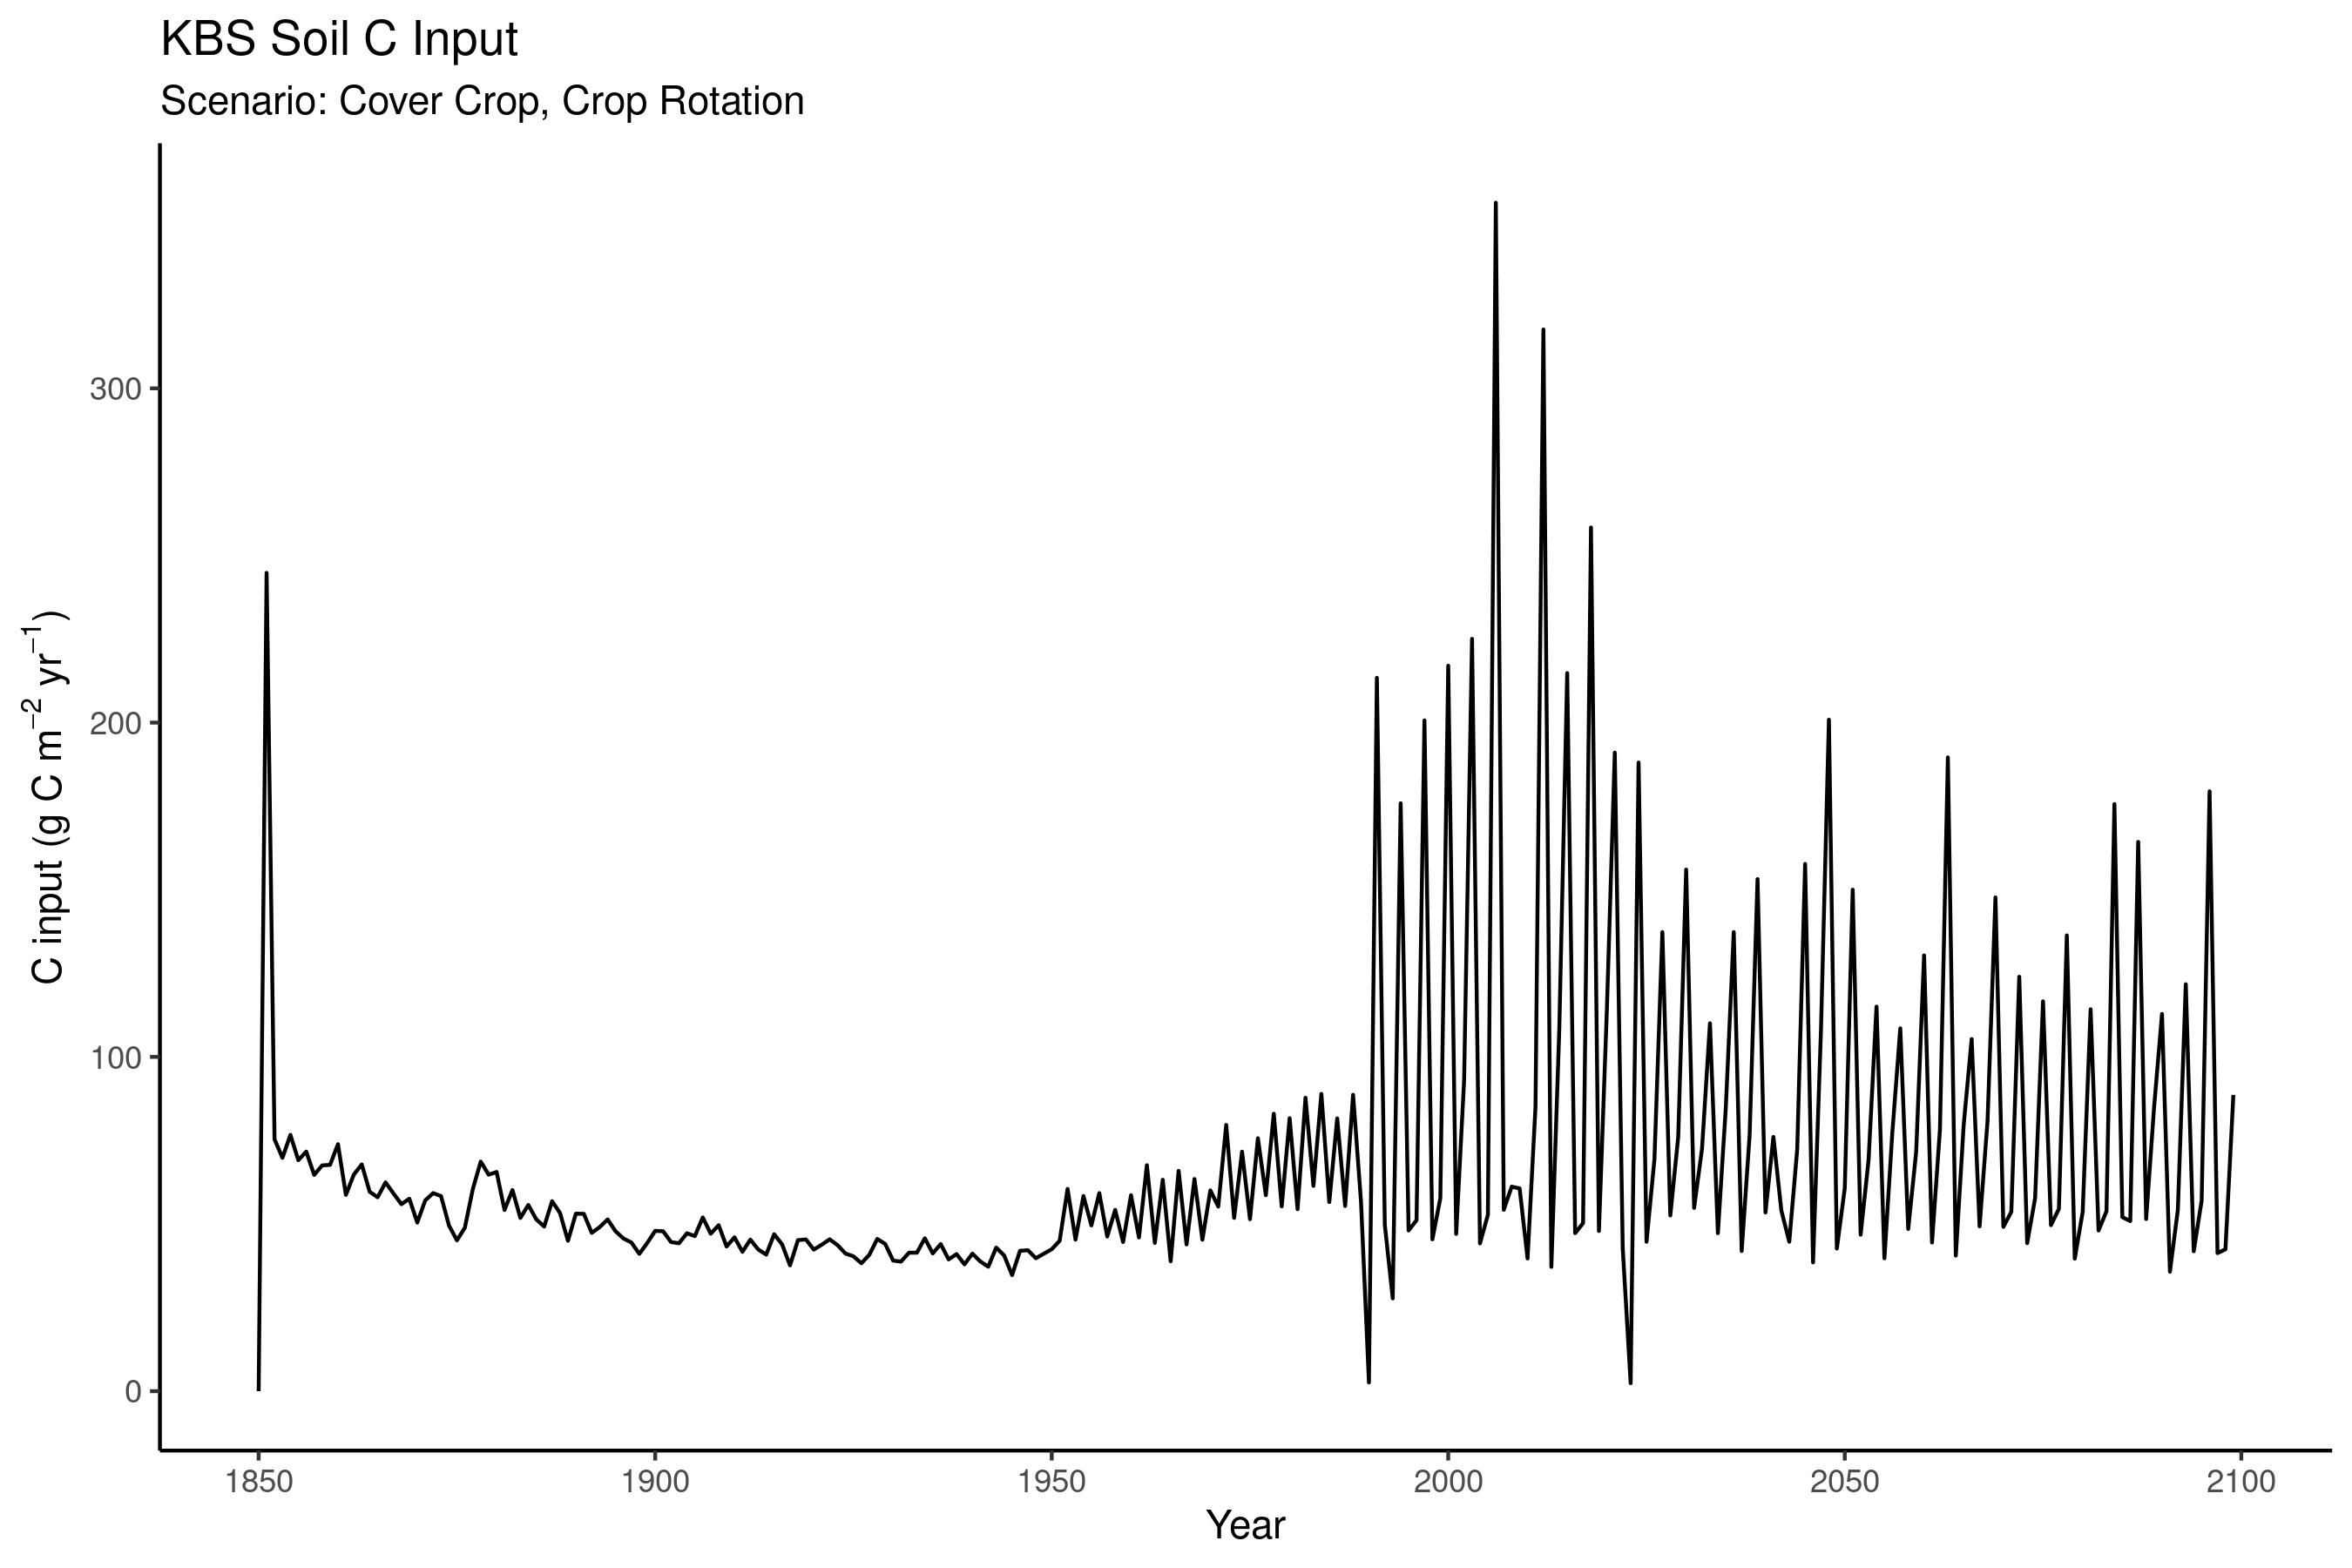 KBS Soil C Input
Scenario: Cover Crop, Crop Rotation
C input (g C m⁻² yr⁻¹)
300
200
100
0
1850
1900
1950
2000
2050
2100
Year